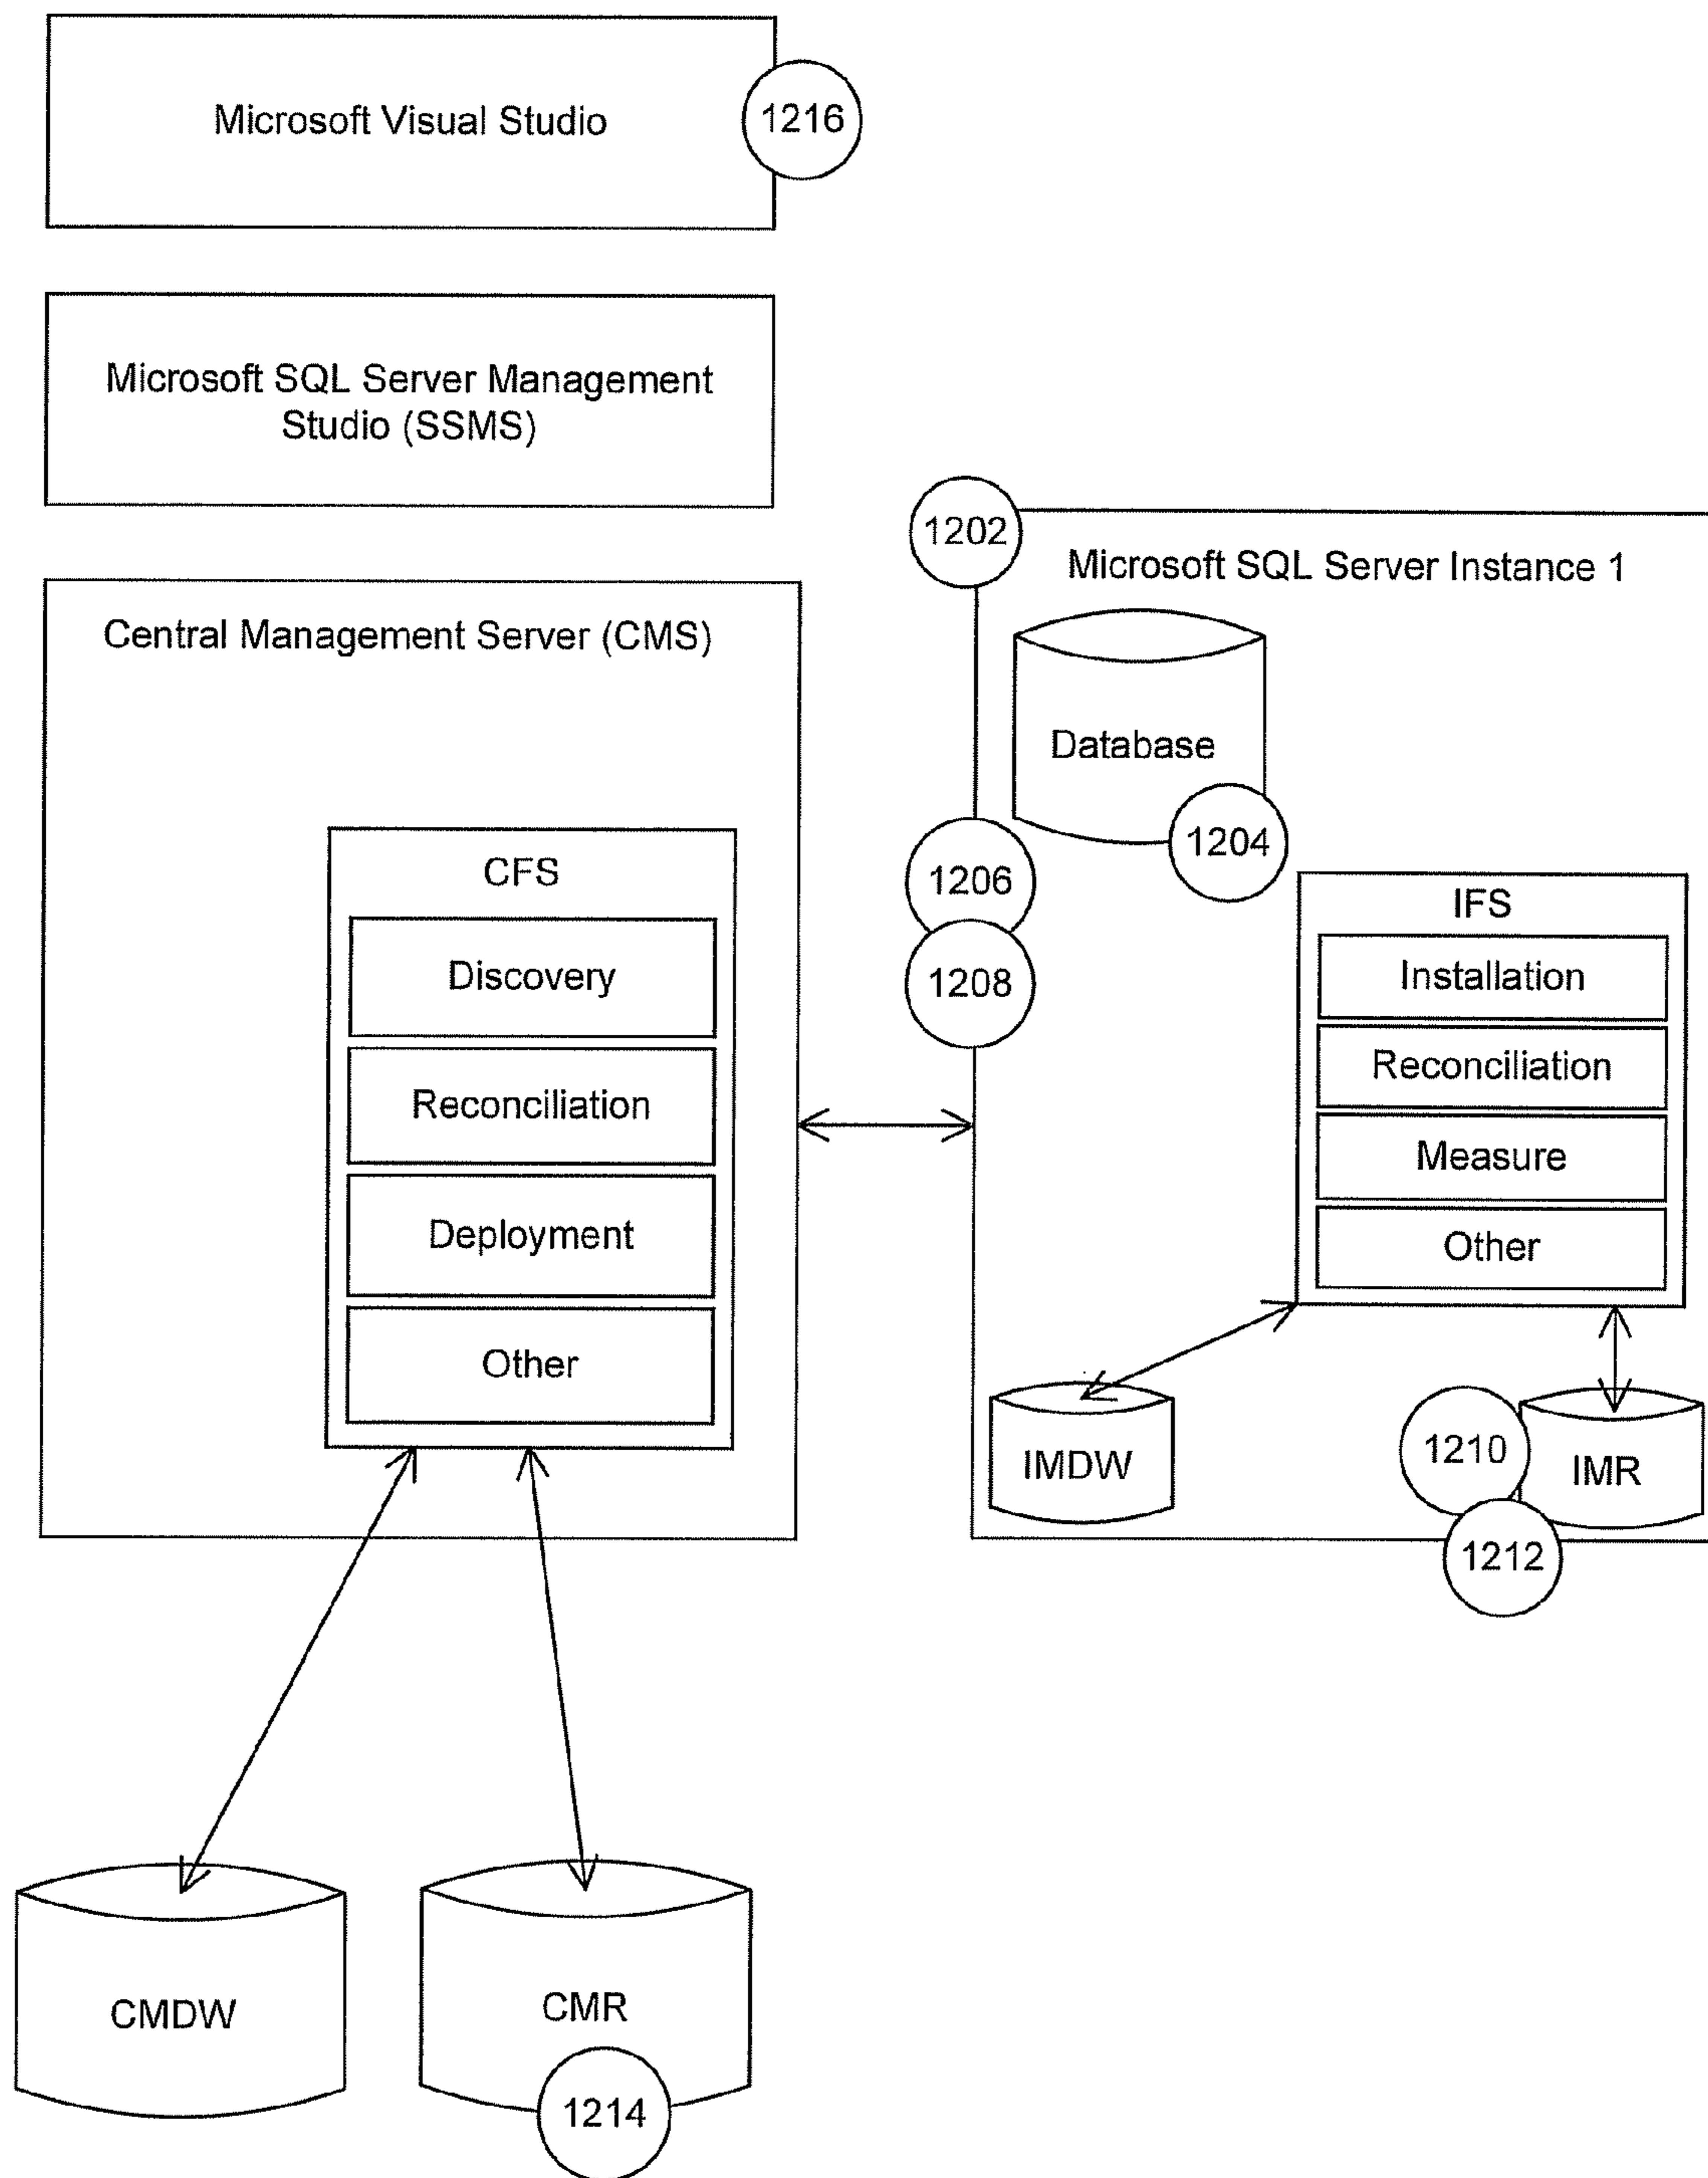 Microsoft Visual Studio
1216
Microsoft SQL Server Management
Studio (SSMS)
1202
Microsoft SQL Server Instance 1
Central Management Server (CMS)
Database
1204
1206
1208
CFS
Discovery
Reconciliation
Deployment
Other
IFS
Installation
Reconciliation
Measure
Other
IMDW
1210
IMR
1212
CMDW
CMR
1214